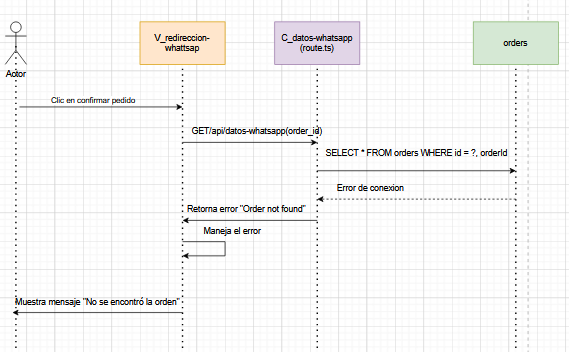 V_redireccion-
whattsap
C_datos-whatsapp
(route.ts)
orders
Actor
Clic en confirmar pedido
GET/api/datos-whatsapp(order_id)
SELECT * FROM orders WHERE id = ?, orderId
Error de conexion
Retorna error "Order not found"
Maneja el error
Muestra mensaje "No se encontró la orden"